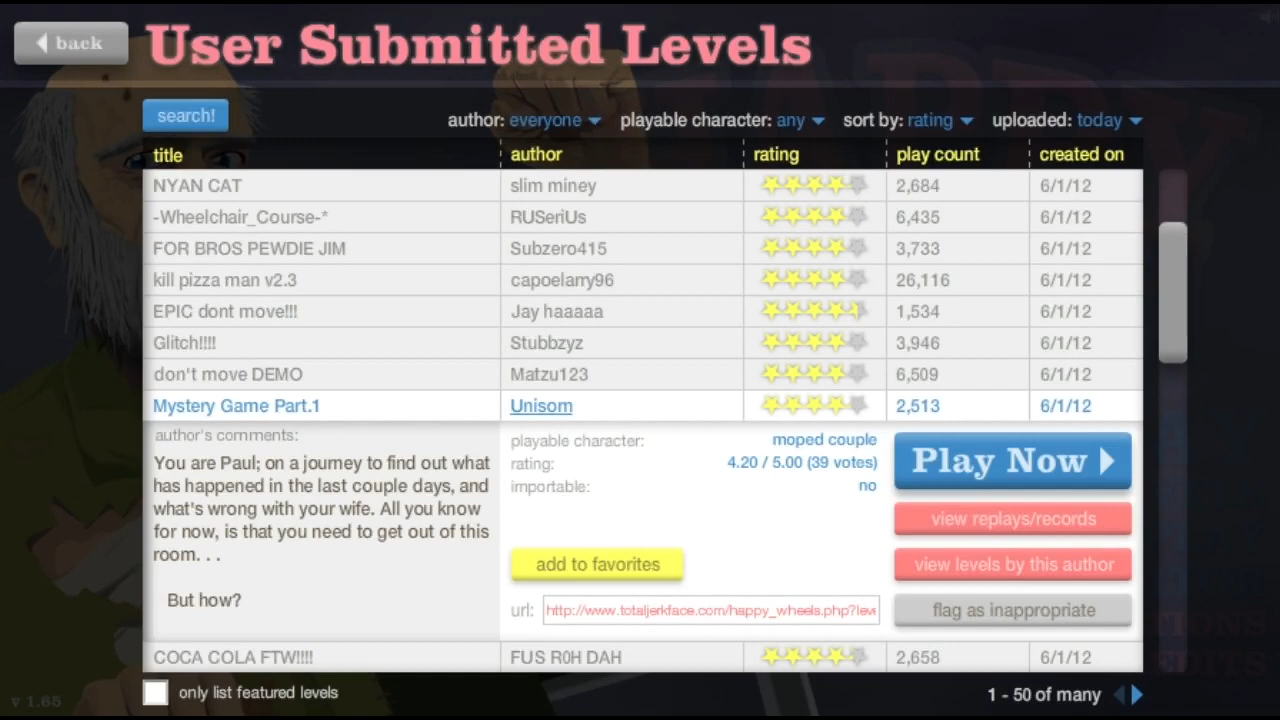 back
User Submitted Levels
search!
author: everyone playable character: any sort by: rating uploaded: today
title author rating play count created on
NYAN CAT slim miney 2,684 6/1/12
-Wheelchair_Course-* RUSeriUs 6,435 6/1/12
FOR BROS PEWDIE JIM Subzero415 3,733 6/1/12
kill pizza man v2.3 capoelarry96 26,116 6/1/12
EPIC dont move!!! Jay haaaaa 1,534 6/1/12
Glitch!!!! Stubbzyz 3,946 6/1/12
don't move DEMO Matzu123 6,509 6/1/12
Mystery Game Part.1 Unisom 2,513 6/1/12
author's comments:
You are Paul; on a journey to find out what
has happened in the last couple days, and
what's wrong with your wife. All you know
for now, is that you need to get out of this
room. . .
But how?
playable character: moped couple
rating: 4.20 / 5.00 (39 votes)
importable: no
add to favorites
url: http://www.totaljerkface.com/happy_wheels.php?leve
Play Now
view replays/records
view levels by this author
flag as inappropriate
COCA COLA FTW!!!! FUS R0H DAH 2,658 6/1/12
only list featured levels
1 - 50 of many
v 1.65